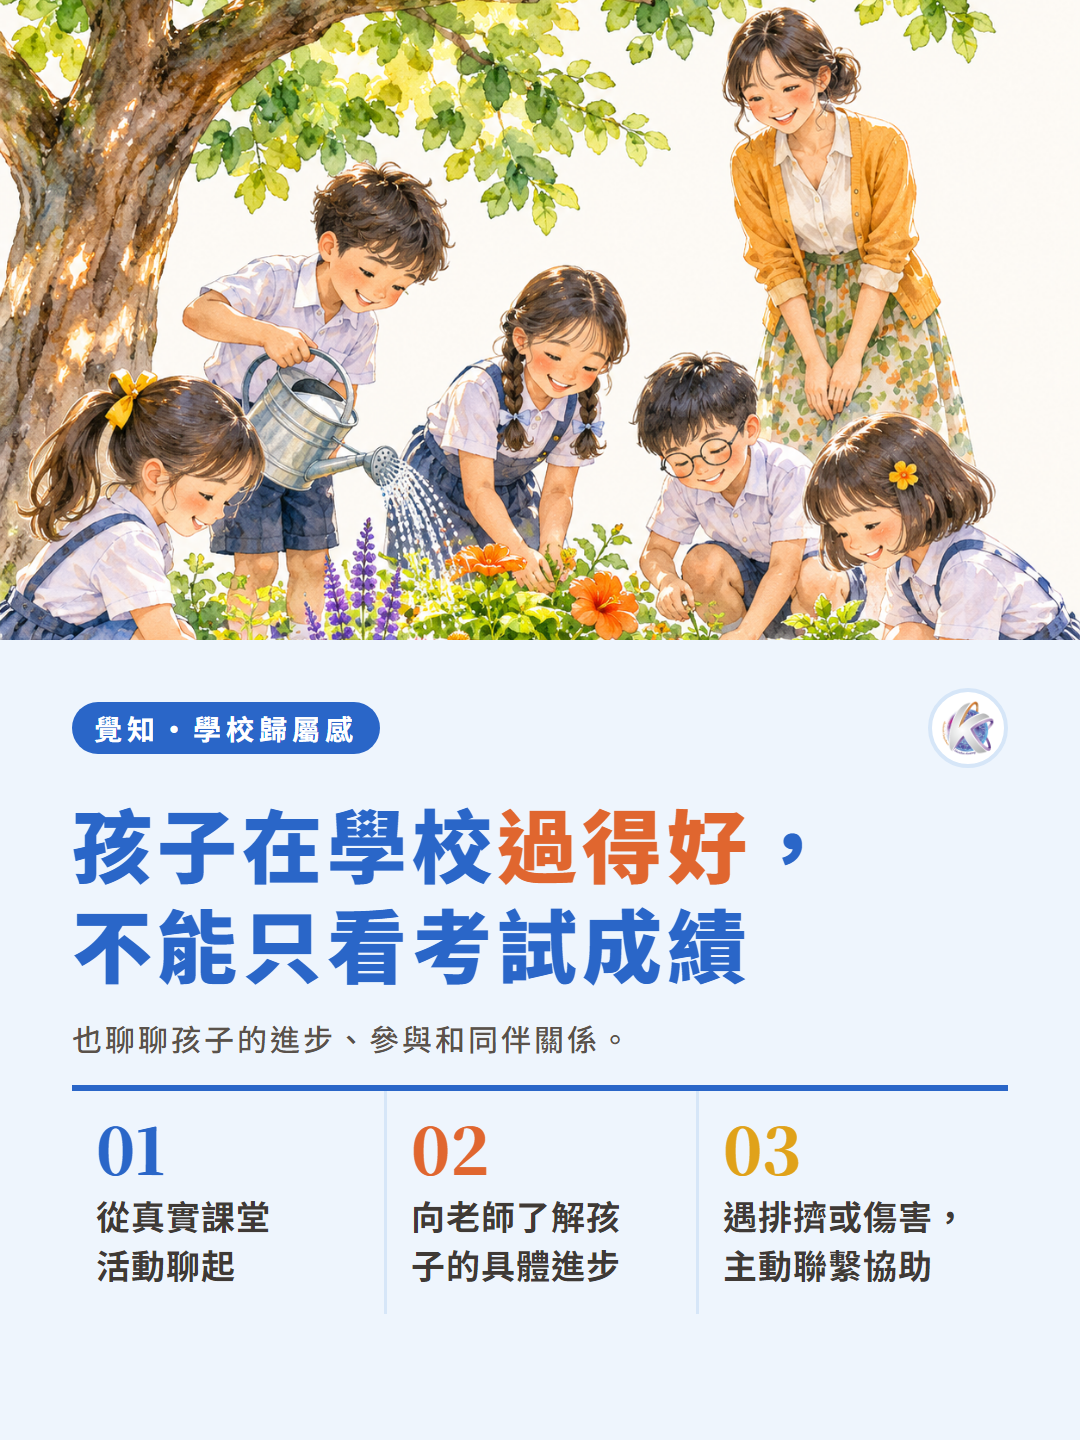 覺知・學校歸屬感
孩子在學校過得好，
不能只看考試成績
也聊聊孩子的進步、參與和同伴關係。
01
從真實課堂
活動聊起
02
向老師了解孩
子的具體進步
03
遇排擠或傷害，
主動聯繫協助